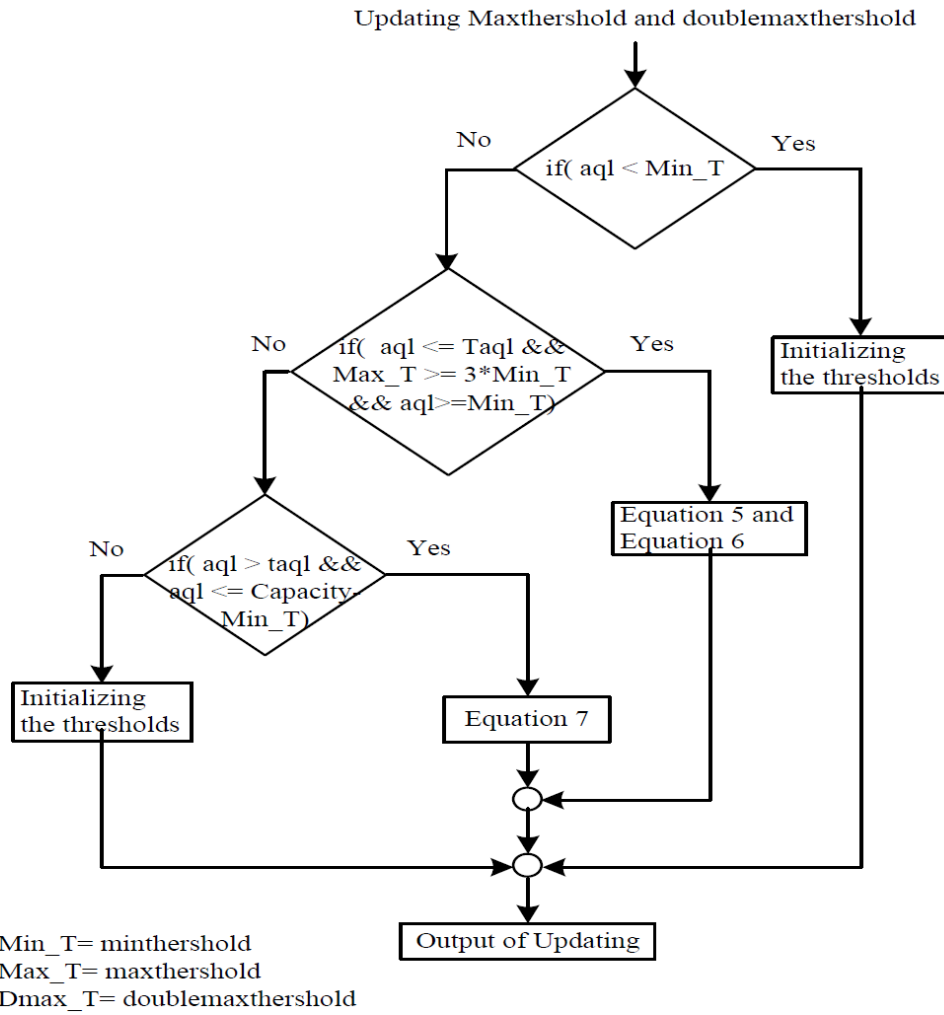 Updating Maxthershold and doublemaxthershold
No
Yes
if( aql < Min_T
No
if( aql <= Taql &&
Max_T >= 3*Min_T
&& aql>=Min_T)
Yes
Initializing
the thresholds
Equation 5 and
Equation 6
No
if( aql > taql &&
aql <= Capacity-
Min_T)
Yes
Initializing
the thresholds
Equation 7
Output of Updating
Min_T= minthershold
Max_T= maxthershold
Dmax_T= doublemaxthershold